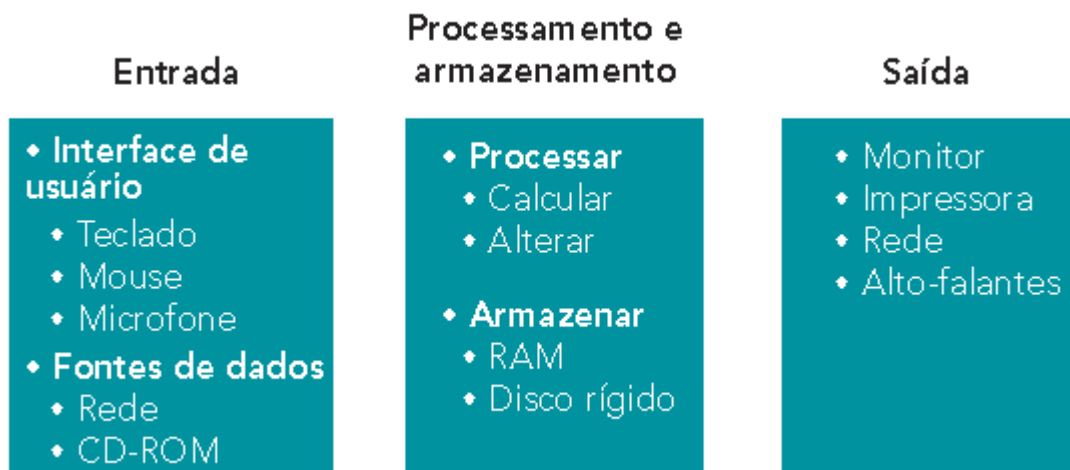 Entrada
• Interface de
usuário
• Teclado
• Mouse
• Microfone
• Fontes de dados
• Rede
• CD-ROM
Processamento e
armazenamento
• Processar
• Calcular
• Alterar
• Armazenar
• RAM
• Disco rígido
Saída
• Monitor
• Impressora
• Rede
• Alto-falantes